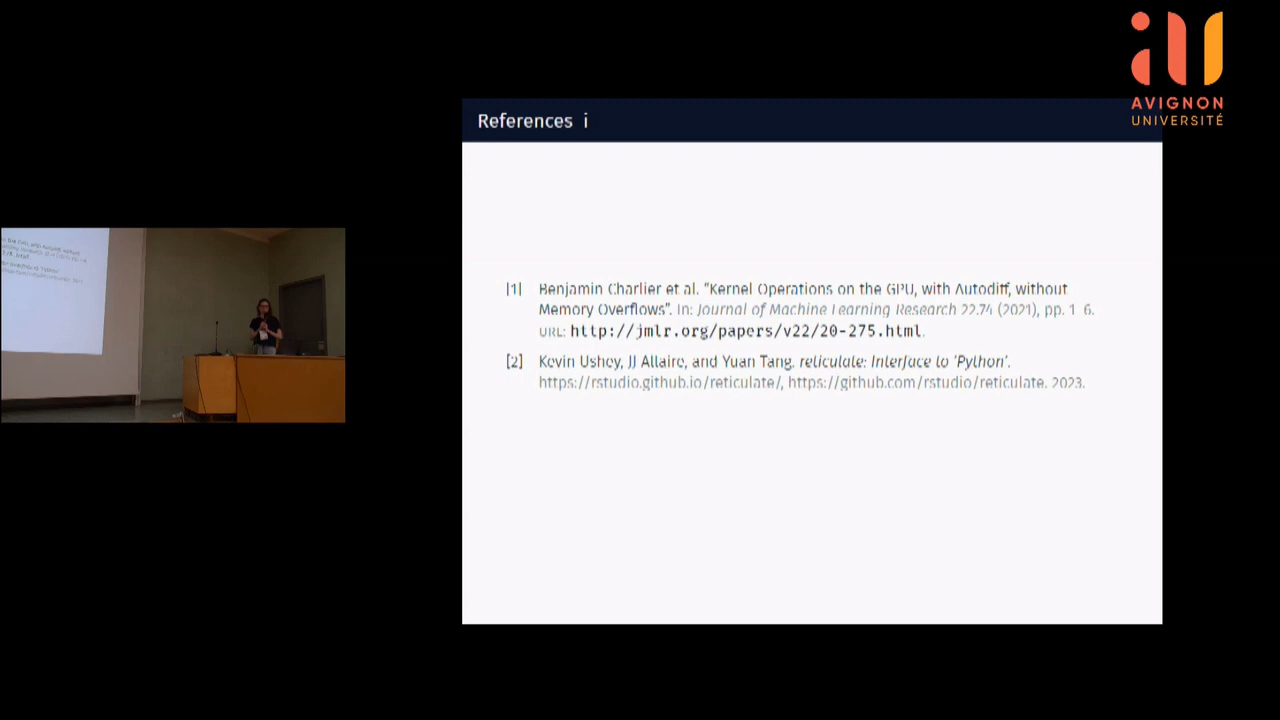 AVIGNON
UNIVERSITÉ
References i
[1] Benjamin Charlier et al. “Kernel Operations on the GPU, with Autodiff, without
Memory Overflows”. In: Journal of Machine Learning Research 22.74 (2021), pp. 1–6.
URL: http://jmlr.org/papers/v22/20-275.html.
[2] Kevin Ushey, JJ Allaire, and Yuan Tang. reticulate: Interface to 'Python'.
https://rstudio.github.io/reticulate/, https://github.com/rstudio/reticulate. 2023.